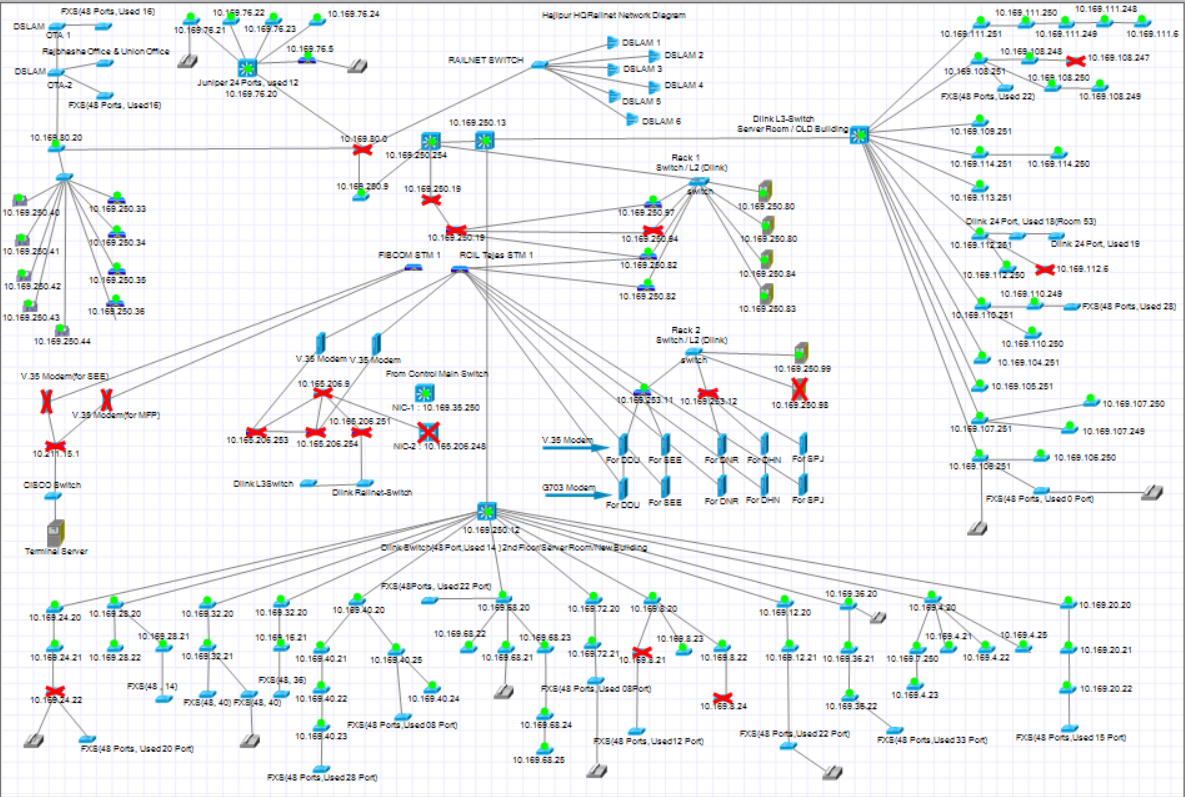 FXS(48 Ports, Used 16)
DSLAM
OTA 1
Rajbhasha Office & Union Office
DSLAM
OTA-2
FXS(48 Ports, Used16)
10.169.76.22
10.169.76.21
10.169.76.23
10.169.76.24
10.169.76.5
Juniper 24 Ports, used 12
10.169.76.20
Hajipur HQ Railnet Network Diagram
RAILNET SWITCH
DSLAM 1
DSLAM 2
DSLAM 3
DSLAM 4
DSLAM 5
DSLAM 6
10.169.111.250
10.169.111.248
10.169.111.251
10.169.111.249
10.169.111.6
10.169.108.248
10.169.108.247
10.169.108.251
10.169.108.250
FXS(48 Ports, Used 22)
10.169.108.249
Dlink L3-Switch
Server Room / OLD Building
10.169.109.251
10.169.114.251
10.169.114.250
10.169.113.251
Dlink 24 Port, Used 18(Room 53)
10.169.112.251
Dlink 24 Port, Used 19
10.169.112.250
10.169.112.6
10.169.110.249
10.169.110.251
FXS(48 Ports, Used 28)
10.169.110.250
10.169.104.251
10.169.105.251
10.169.107.250
10.169.107.251
10.169.107.249
10.169.106.251
10.169.106.250
FXS(48 Ports, Used 0 Port)
10.169.80.20
10.169.80.0
10.169.250.254
10.169.250.13
10.169.280.9
10.169.250.19
10.169.250.19
Rack 1
Switch / L2 (Dlink)
switch
10.169.250.97
10.169.250.94
10.169.250.82
10.169.250.82
10.169.250.80
10.169.250.80
10.169.250.84
10.169.250.83
10.169.250.40
10.169.250.33
10.169.250.41
10.169.250.34
10.169.250.42
10.169.250.35
10.169.250.43
10.169.250.36
10.169.250.44
FIBCOM STM 1
RCIL Tejas STM 1
V.35 Modem
V.35 Modem
From Control Main Switch
10.165.206.9
NIC-1 : 10.169.35.250
10.165.206.253
10.165.206.251
10.165.206.254
NIC-2 : 10.165.206.248
Dlink L3Switch
Dlink Railnet-Switch
V.35 Modem(for SEE)
V.35 Modem(for MFP)
10.211.15.1
CISCO Switch
Terminal Server
Rack 2
Switch / L2 (Dlink)
switch
10.169.250.99
10.169.253.11
10.169.253.12
10.169.250.98
V.35 Modem
For DDU
For SEE
For DNR
For DHN
For SPJ
G703 Modem
For DDU
For SEE
For DNR
For DHN
For SPJ
10.169.250.12
Dlink Switch(48 Port,Used 14 ) 2nd Floor/Server Room/New Building
10.169.24.20
10.169.28.20
10.169.32.20
10.169.32.20
10.169.40.20
FXS(48Ports, Used 22 Port)
10.169.68.20
10.169.72.20
10.169.8.20
10.169.12.20
10.169.36.20
10.169.4.20
10.169.20.20
10.169.24.21
10.169.28.22
10.169.28.21
10.169.32.21
10.169.16.21
10.169.40.21
10.169.40.25
10.169.68.22
10.169.68.21
10.169.68.23
10.169.72.21
10.169.8.21
10.169.8.23
10.169.8.22
10.169.12.21
10.169.36.21
10.169.7.250
10.169.4.21
10.169.4.22
10.169.4.25
10.169.20.21
10.169.24.22
FXS(48 , 14)
FXS(48, 40)
FXS(48, 40)
FXS(48, 36)
10.169.40.22
10.169.40.24
FXS(48 Ports, Used 08Port)
10.169.8.24
10.169.36.22
10.169.4.23
10.169.20.22
FXS(48 Ports, Used 20 Port)
10.169.40.23
FXS(48 Ports,Used 08 Port)
10.169.68.24
FXS(48 Ports, Used12 Port)
FXS(48 Ports,Used 22 Port)
FXS(48 Ports,Used 33 Port)
FXS(48 Ports,Used 15 Port)
10.169.68.25
FXS(48 Ports,Used 28 Port)